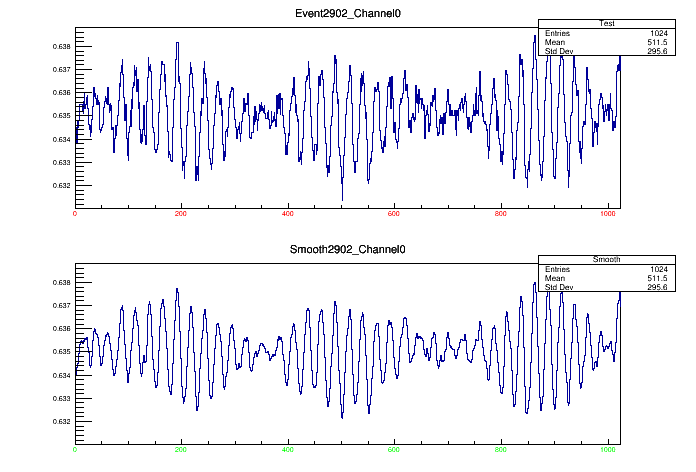 Event2902_Channel0
Test
Entries 1024
Mean 511.5
Std Dev 295.6
0.638
0.637
0.636
0.635
0.634
0.633
0.632
0 200 400 600 800 1000
Smooth2902_Channel0
Smooth
Entries 1024
Mean 511.5
Std Dev 295.6
0.638
0.637
0.636
0.635
0.634
0.633
0.632
0 200 400 600 800 1000